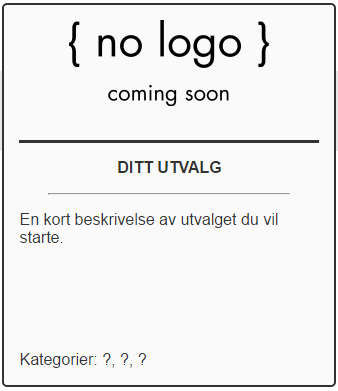 { no logo }
coming soon
DITT UTVALG
En kort beskrivelse av utvalget du vil
starte.
Kategorier: ?, ?, ?